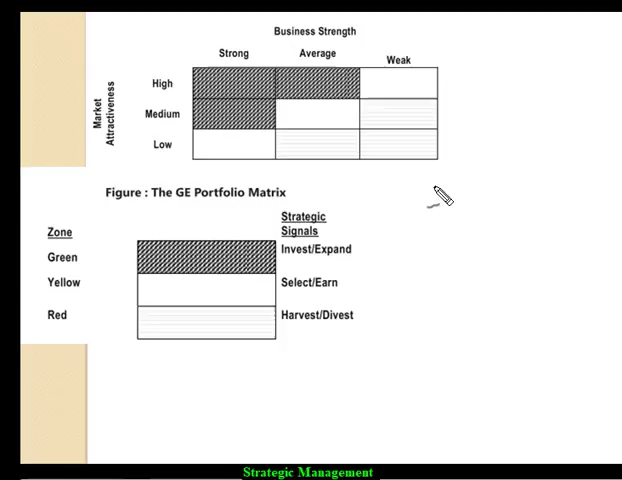 Business Strength
Strong Average Weak
Market
Attractiveness
High
Medium
Low
Figure : The GE Portfolio Matrix
Zone
Strategic
Signals
Green Invest/Expand
Yellow Select/Earn
Red Harvest/Divest
Strategic Management